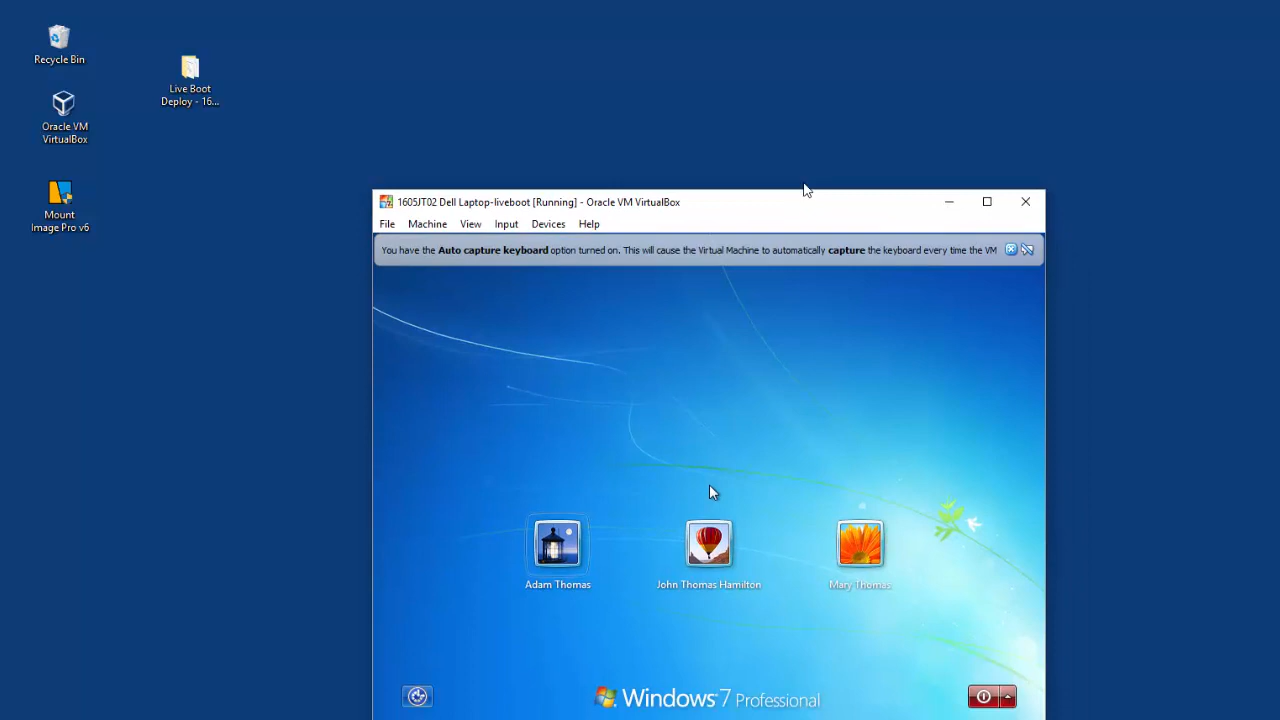 Recycle Bin
Oracle VM
VirtualBox
Mount
Image Pro v6
Live Boot
Deploy - 16...
1605JT02 Dell Laptop-liveboot [Running] - Oracle VM VirtualBox
File Machine View Input Devices Help
You have the Auto capture keyboard option turned on. This will cause the Virtual Machine to automatically capture the keyboard every time the VM
Adam Thomas
John Thomas Hamilton
Mary Thomas
Windows 7 Professional